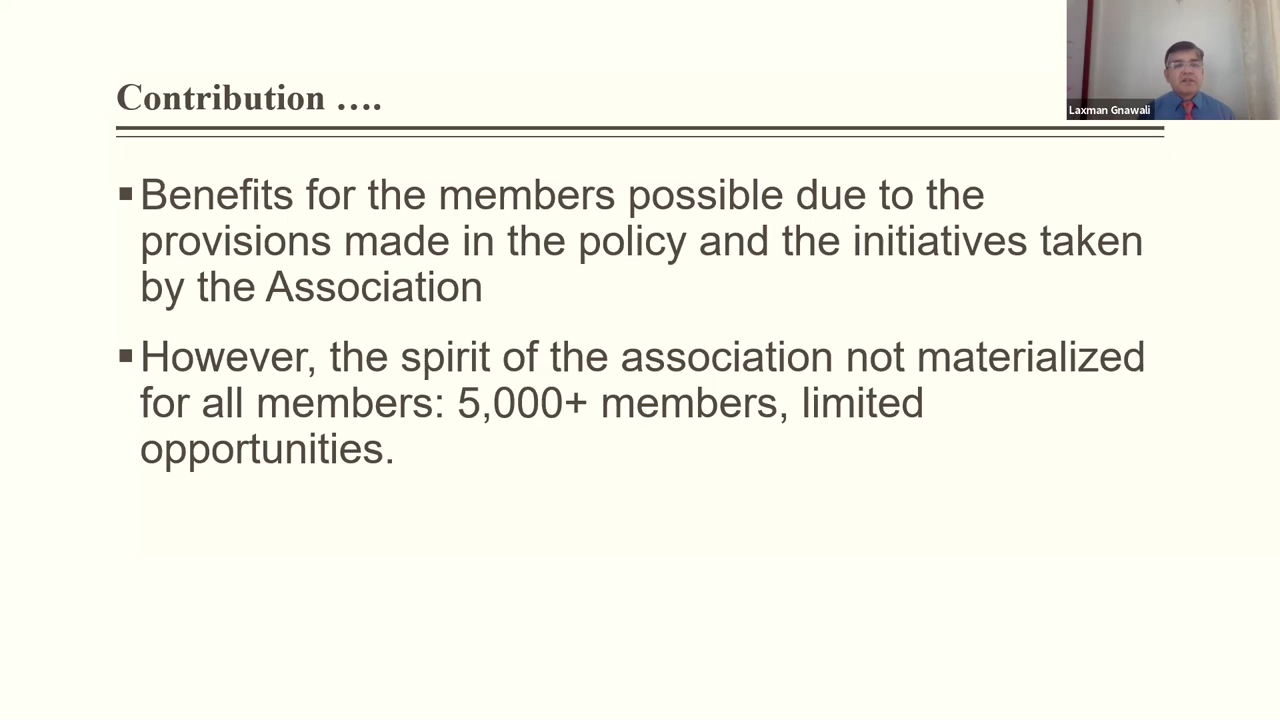 Contribution ....
Laxman Gnawali
▪ Benefits for the members possible due to the
provisions made in the policy and the initiatives taken
by the Association
▪ However, the spirit of the association not materialized
for all members: 5,000+ members, limited
opportunities.